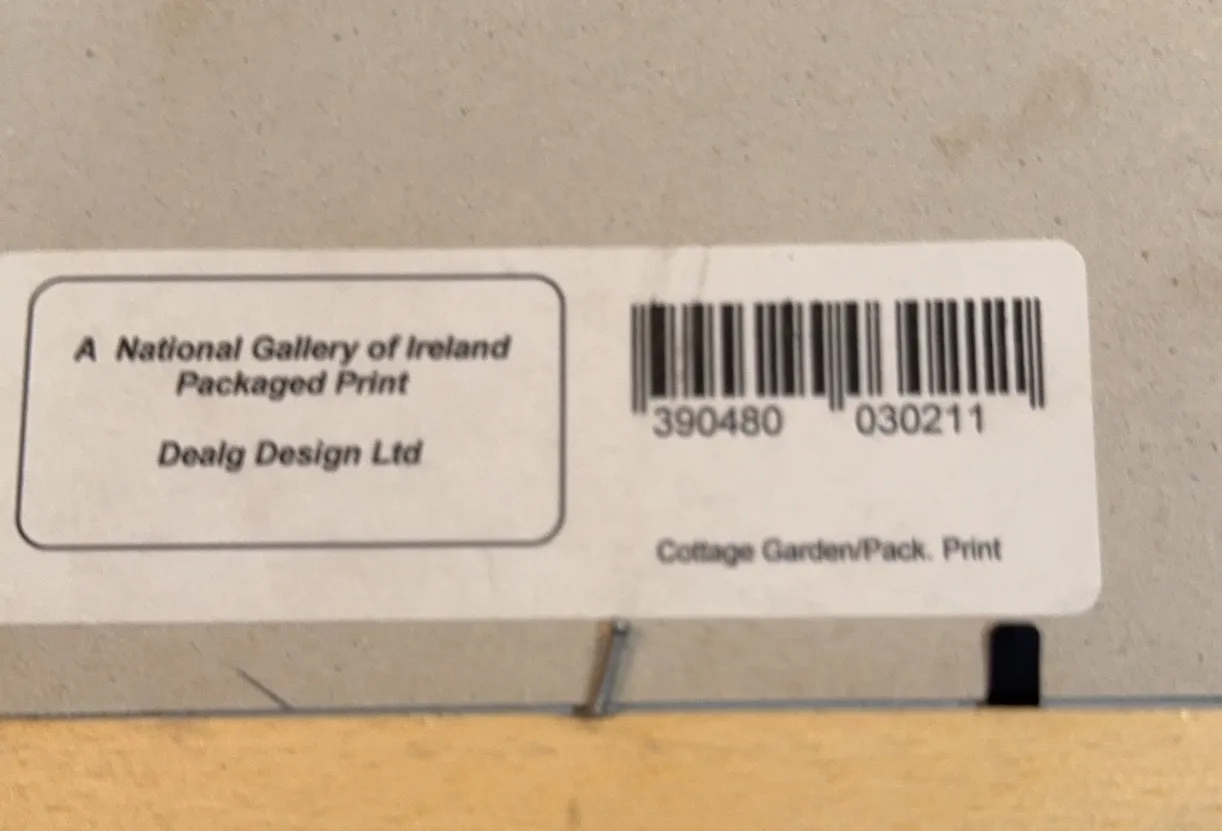 A National Gallery of Ireland
Packaged Print
Dealg Design Ltd
390480 030211
Cottage Garden/Pack. Print